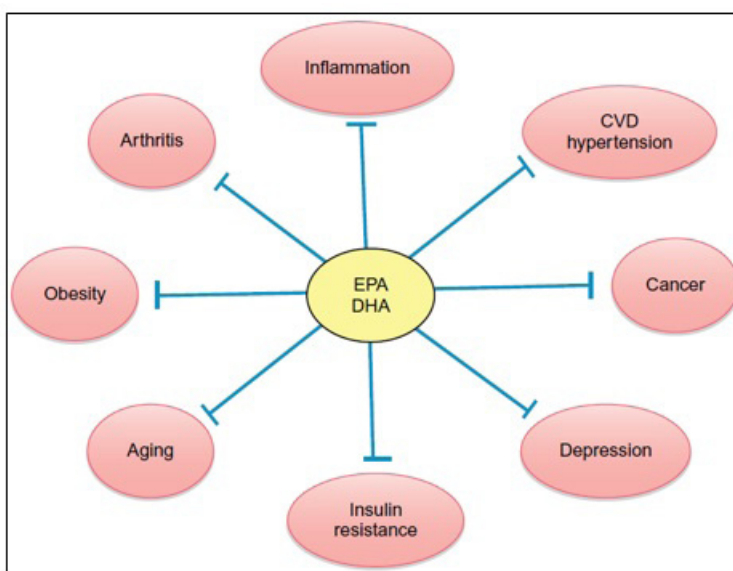 Inflammation
CVD
hypertension
Arthritis
EPA
DHA
Obesity
Cancer
Aging
Depression
Insulin
resistance